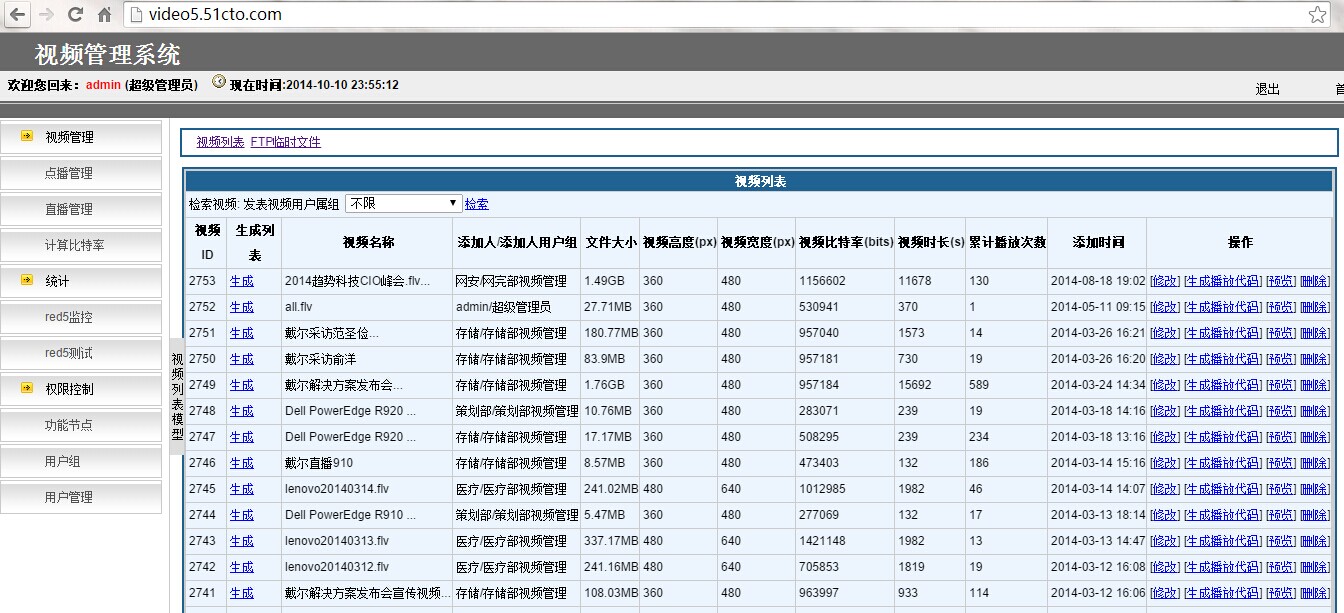 video5.51cto.com
视频管理系统
欢迎您回来：admin (超级管理员) 现在时间:2014-10-10 23:55:12
退出 首
视频管理
点播管理
直播管理
计算比特率
统计
red5监控
red5测试
权限控制
功能节点
用户组
用户管理
视频列表模型
视频列表 FTP临时文件
视频列表
检索视频: 发表视频用户属组 不限 检索
视频ID 生成列表 视频名称 添加人/添加人用户组 文件大小 视频高度(px) 视频宽度(px) 视频比特率(bits) 视频时长(s) 累计播放次数 添加时间 操作
2753 生成 2014趋势科技CIO峰会.flv... 网安/网完部视频管理 1.49GB 360 480 1156602 11678 130 2014-08-18 19:02 [修改] [生成播放代码] [预览] [删除]
2752 生成 all.flv admin/超级管理员 27.71MB 360 480 530941 370 1 2014-05-11 09:15 [修改] [生成播放代码] [预览] [删除]
2751 生成 戴尔采访范圣俭... 存储/存储部视频管理 180.77MB 360 480 957040 1573 14 2014-03-26 16:21 [修改] [生成播放代码] [预览] [删除]
2750 生成 戴尔采访俞洋 存储/存储部视频管理 83.9MB 360 480 957181 730 19 2014-03-26 16:20 [修改] [生成播放代码] [预览] [删除]
2749 生成 戴尔解决方案发布会... 存储/存储部视频管理 1.76GB 360 480 957184 15692 589 2014-03-24 14:34 [修改] [生成播放代码] [预览] [删除]
2748 生成 Dell PowerEdge R920 ... 策划部/策划部视频管理 10.76MB 360 480 283071 239 19 2014-03-18 14:16 [修改] [生成播放代码] [预览] [删除]
2747 生成 Dell PowerEdge R920 ... 存储/存储部视频管理 17.17MB 360 480 508295 239 234 2014-03-18 13:16 [修改] [生成播放代码] [预览] [删除]
2746 生成 戴尔直播910 存储/存储部视频管理 8.57MB 360 480 473403 132 186 2014-03-14 15:16 [修改] [生成播放代码] [预览] [删除]
2745 生成 lenovo20140314.flv 医疗/医疗部视频管理 241.02MB 480 640 1012985 1982 46 2014-03-14 14:07 [修改] [生成播放代码] [预览] [删除]
2744 生成 Dell PowerEdge R910 ... 策划部/策划部视频管理 5.47MB 360 480 277069 132 17 2014-03-13 18:14 [修改] [生成播放代码] [预览] [删除]
2743 生成 lenovo20140313.flv 医疗/医疗部视频管理 337.17MB 480 640 1421148 1982 13 2014-03-13 14:47 [修改] [生成播放代码] [预览] [删除]
2742 生成 lenovo20140312.flv 医疗/医疗部视频管理 241.16MB 480 640 705853 1819 19 2014-03-12 16:08 [修改] [生成播放代码] [预览] [删除]
2741 生成 戴尔解决方案发布会宣传视频... 存储/存储部视频管理 108.03MB 360 480 963997 933 114 2014-03-12 16:06 [修改] [生成播放代码] [预览] [删除]